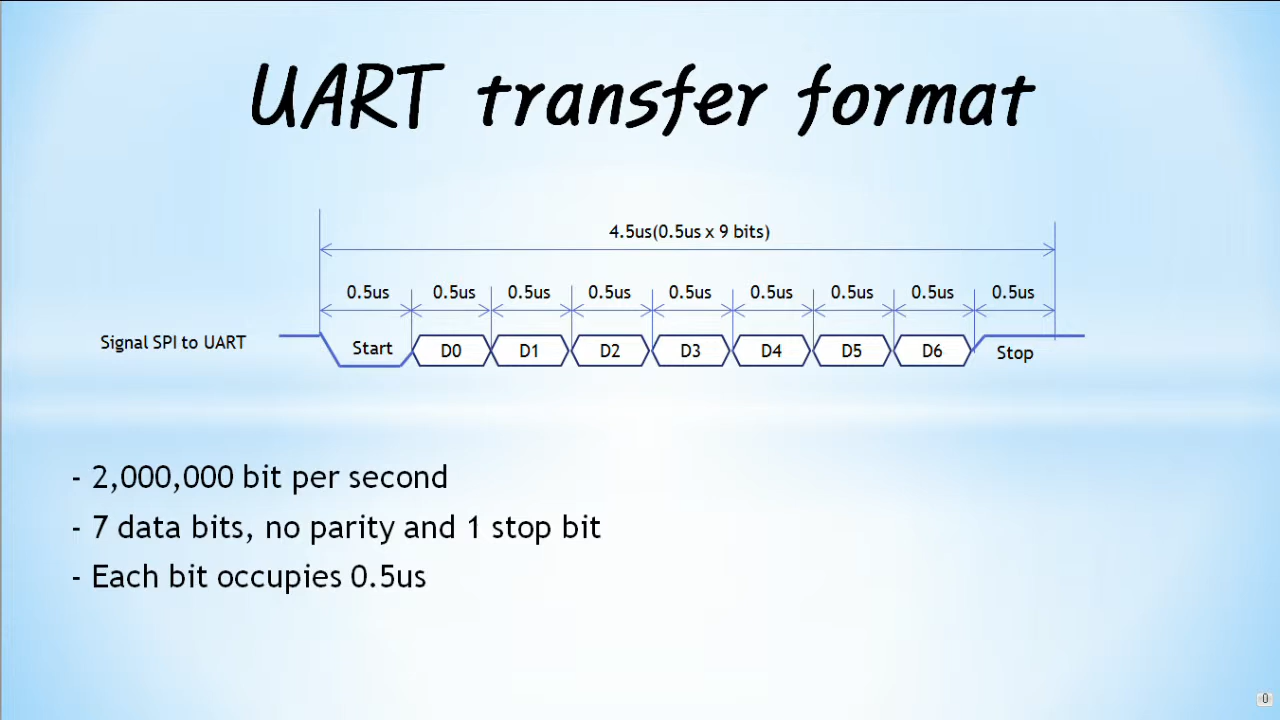 UART transfer format
4.5us(0.5us x 9 bits)
0.5us 0.5us 0.5us 0.5us 0.5us 0.5us 0.5us 0.5us 0.5us
Signal SPI to UART Start D0 D1 D2 D3 D4 D5 D6 Stop
- 2,000,000 bit per second
- 7 data bits, no parity and 1 stop bit
- Each bit occupies 0.5us
0